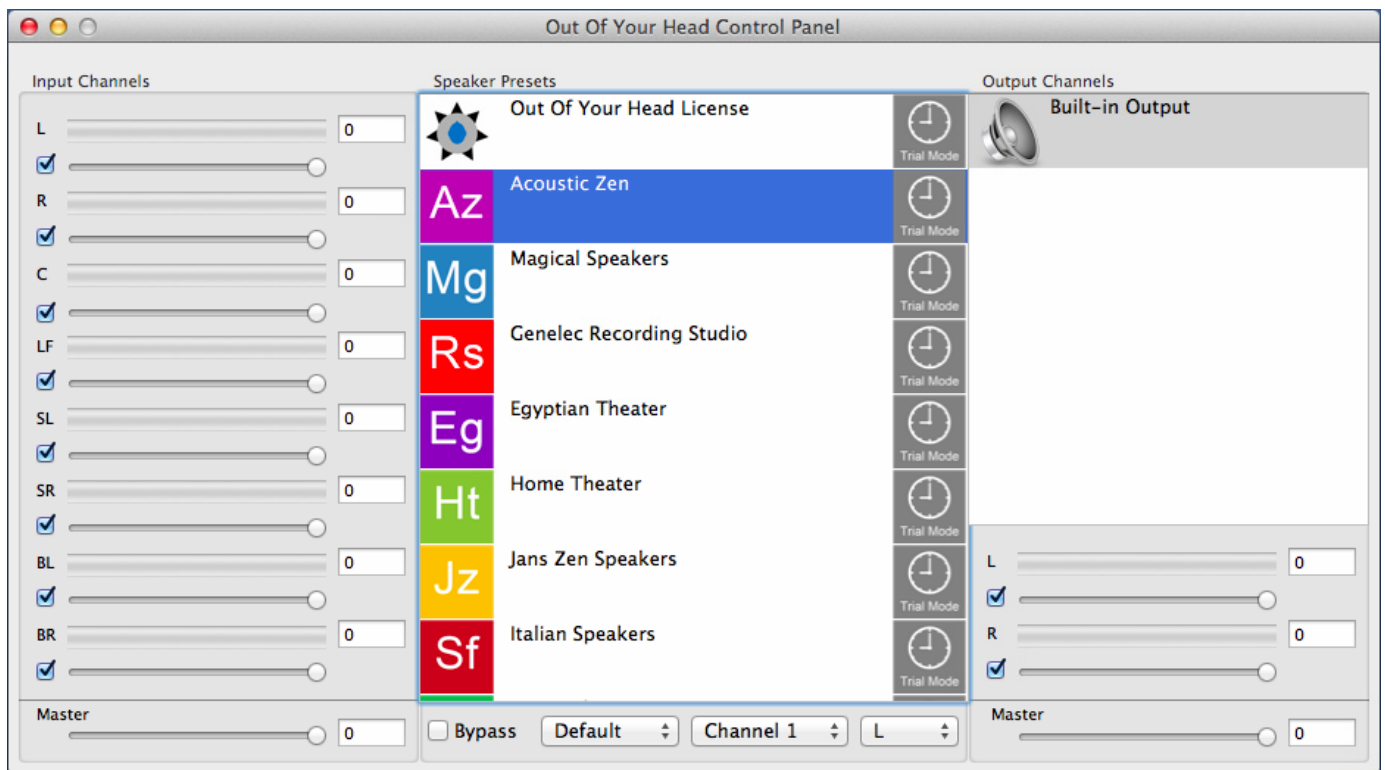 Out Of Your Head Control Panel
Input Channels
L
0
R
0
C
0
LF
0
SL
0
SR
0
BL
0
BR
0
Master
0
Speaker Presets
Out Of Your Head License
Trial Mode
Az
Acoustic Zen
Trial Mode
Mg
Magical Speakers
Trial Mode
Rs
Genelec Recording Studio
Trial Mode
Eg
Egyptian Theater
Trial Mode
Ht
Home Theater
Trial Mode
Jz
Jans Zen Speakers
Trial Mode
Sf
Italian Speakers
Trial Mode
Bypass
Default
Channel 1
L
Output Channels
Built-in Output
L
0
R
0
Master
0